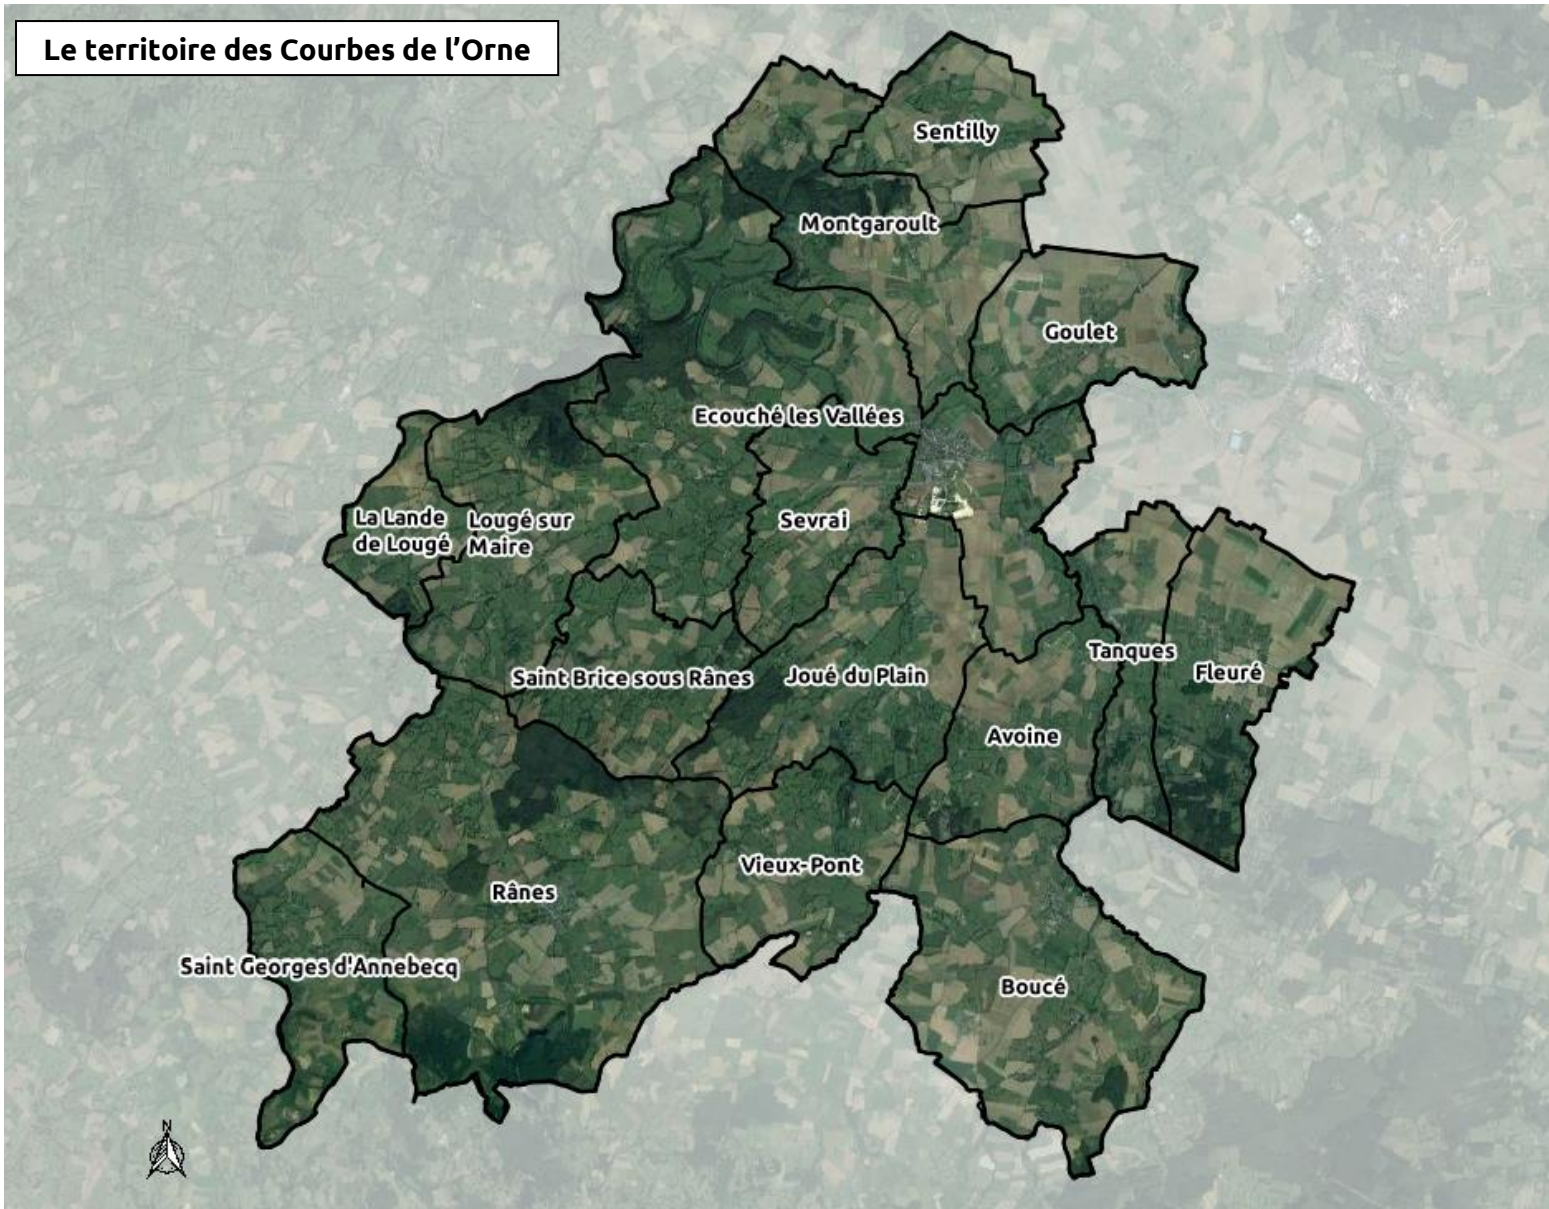 Le territoire des Courbes de l’Orne
Sentilly
Montgaroult
Goulet
Ecouché les Vallées
La Lande
de Lougé
Lougé sur
Maire
Sevrai
Tanques
Fleuré
Saint Brice sous Rânes
Joué du Plain
Avoine
Vieux-Pont
Rânes
Saint Georges d'Annebecq
Boucé
N